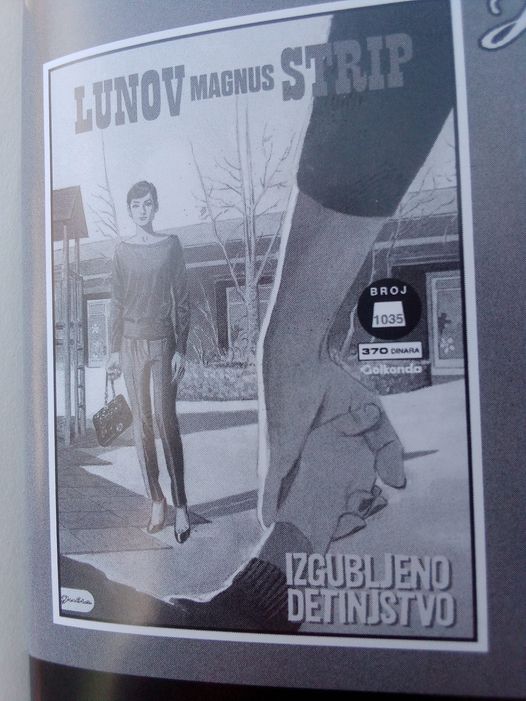 LUNOV MAGNUS STRIP
BROJ
1035
370 DINARA
Golkonda
IZGUBLJENO
DETINJSTVO